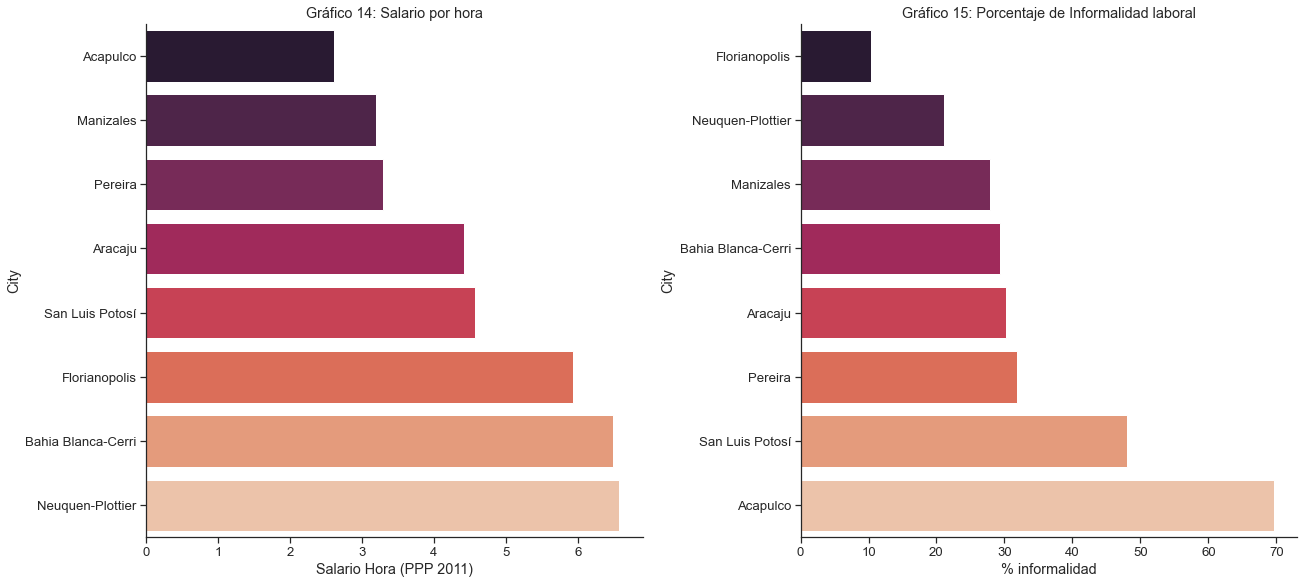 Gráfico 14: Salario por hora
City
Acapulco
Manizales
Pereira
Aracaju
San Luis Potosí
Florianopolis
Bahia Blanca-Cerri
Neuquen-Plottier
0 1 2 3 4 5 6
Salario Hora (PPP 2011)
Gráfico 15: Porcentaje de Informalidad laboral
City
Florianopolis
Neuquen-Plottier
Manizales
Bahia Blanca-Cerri
Aracaju
Pereira
San Luis Potosí
Acapulco
0 10 20 30 40 50 60 70
% informalidad